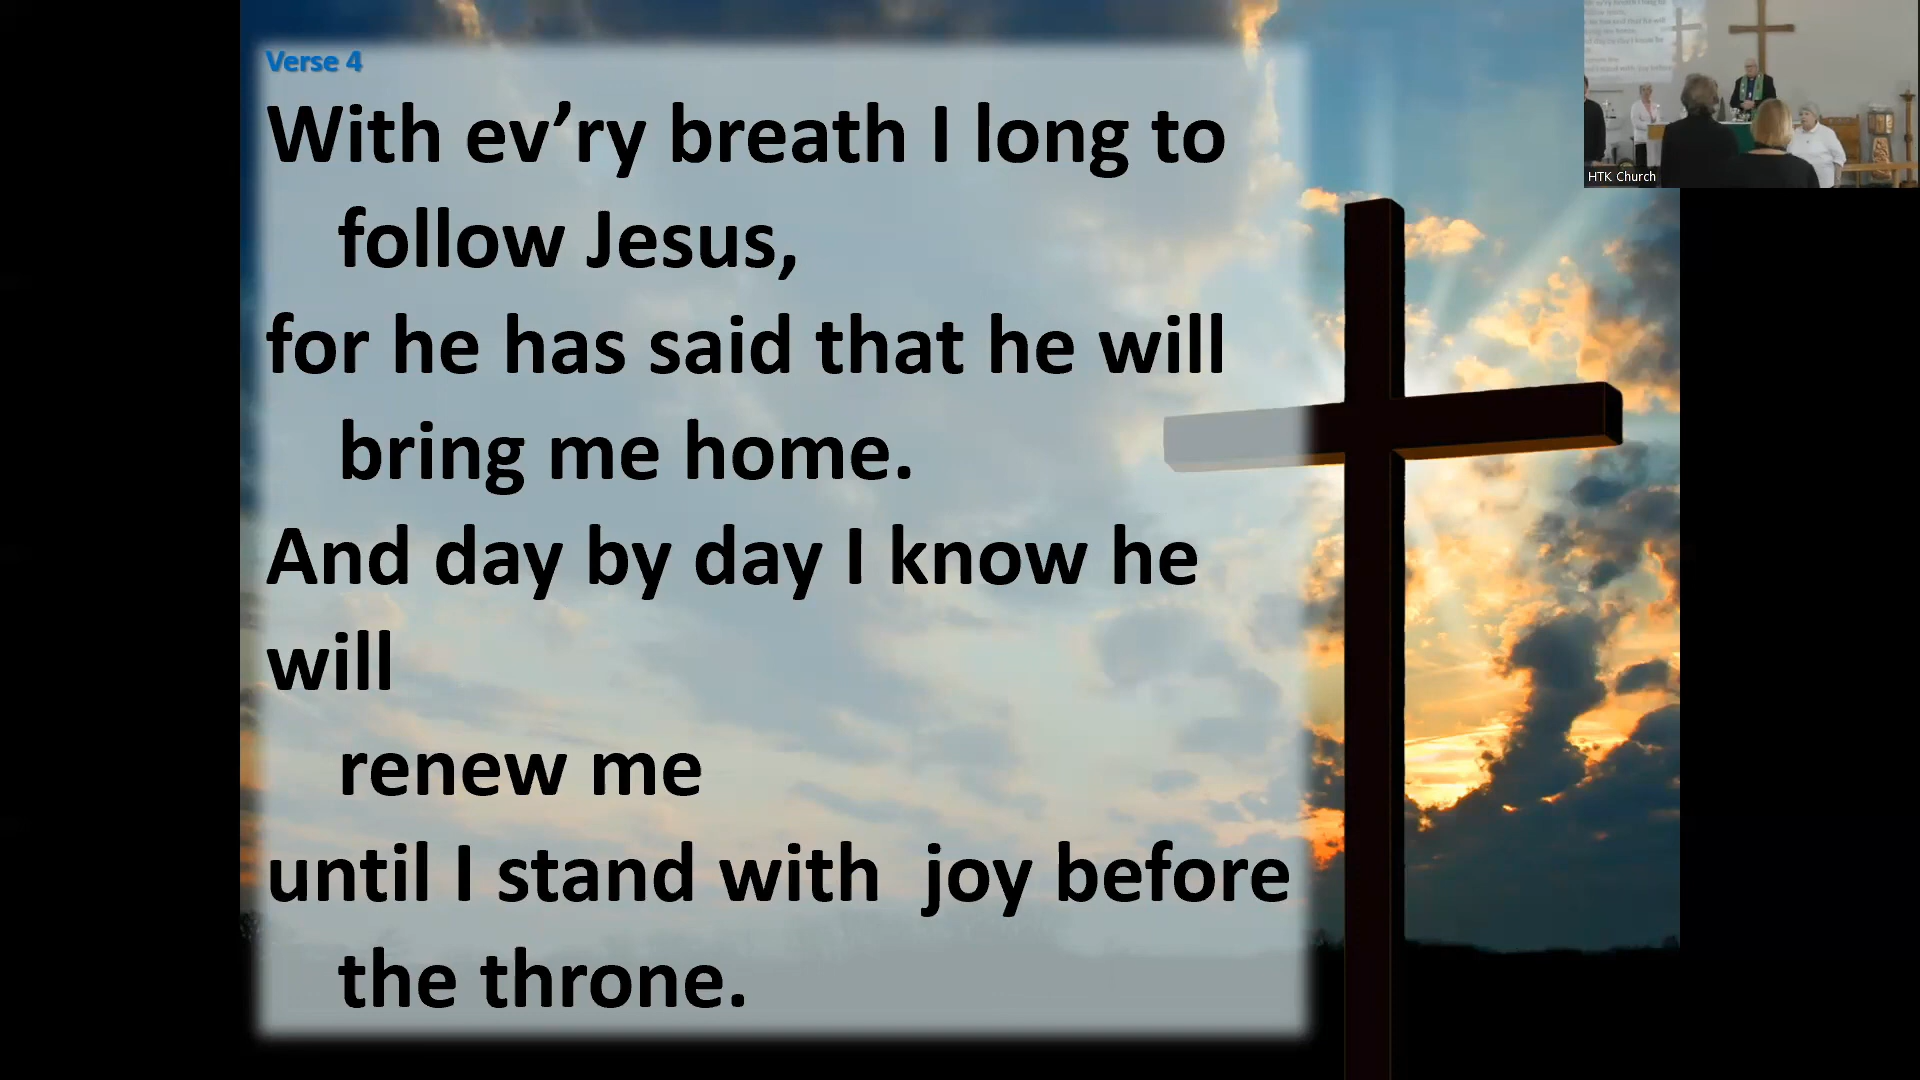 Verse 4
With ev’ry breath I long to
follow Jesus,
for he has said that he will
bring me home.
And day by day I know he
will
renew me
until I stand with  joy before
the throne.
HTK Church